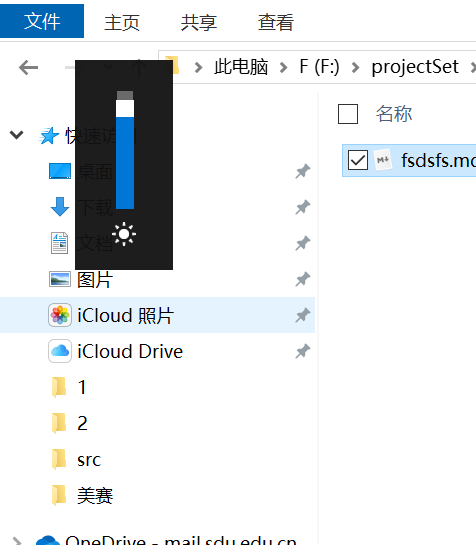 文件 主页 共享 查看
此电脑 F (F:) projectSet
名称
快速访
fsdsfs.mc
桌面
下载
文档
图片
iCloud 照片
iCloud Drive
1
2
src
美赛
OneDrive - mail.sdu.edu.cn